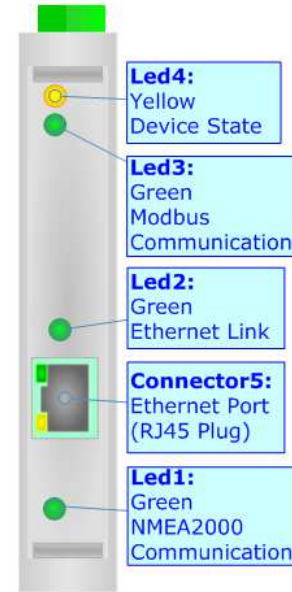 Led4:
Yellow
Device State
Led3:
Green
Modbus
Communication
Led2:
Green
Ethernet Link
Connector5:
Ethernet Port
(RJ45 Plug)
Led1:
Green
NMEA2000
Communication